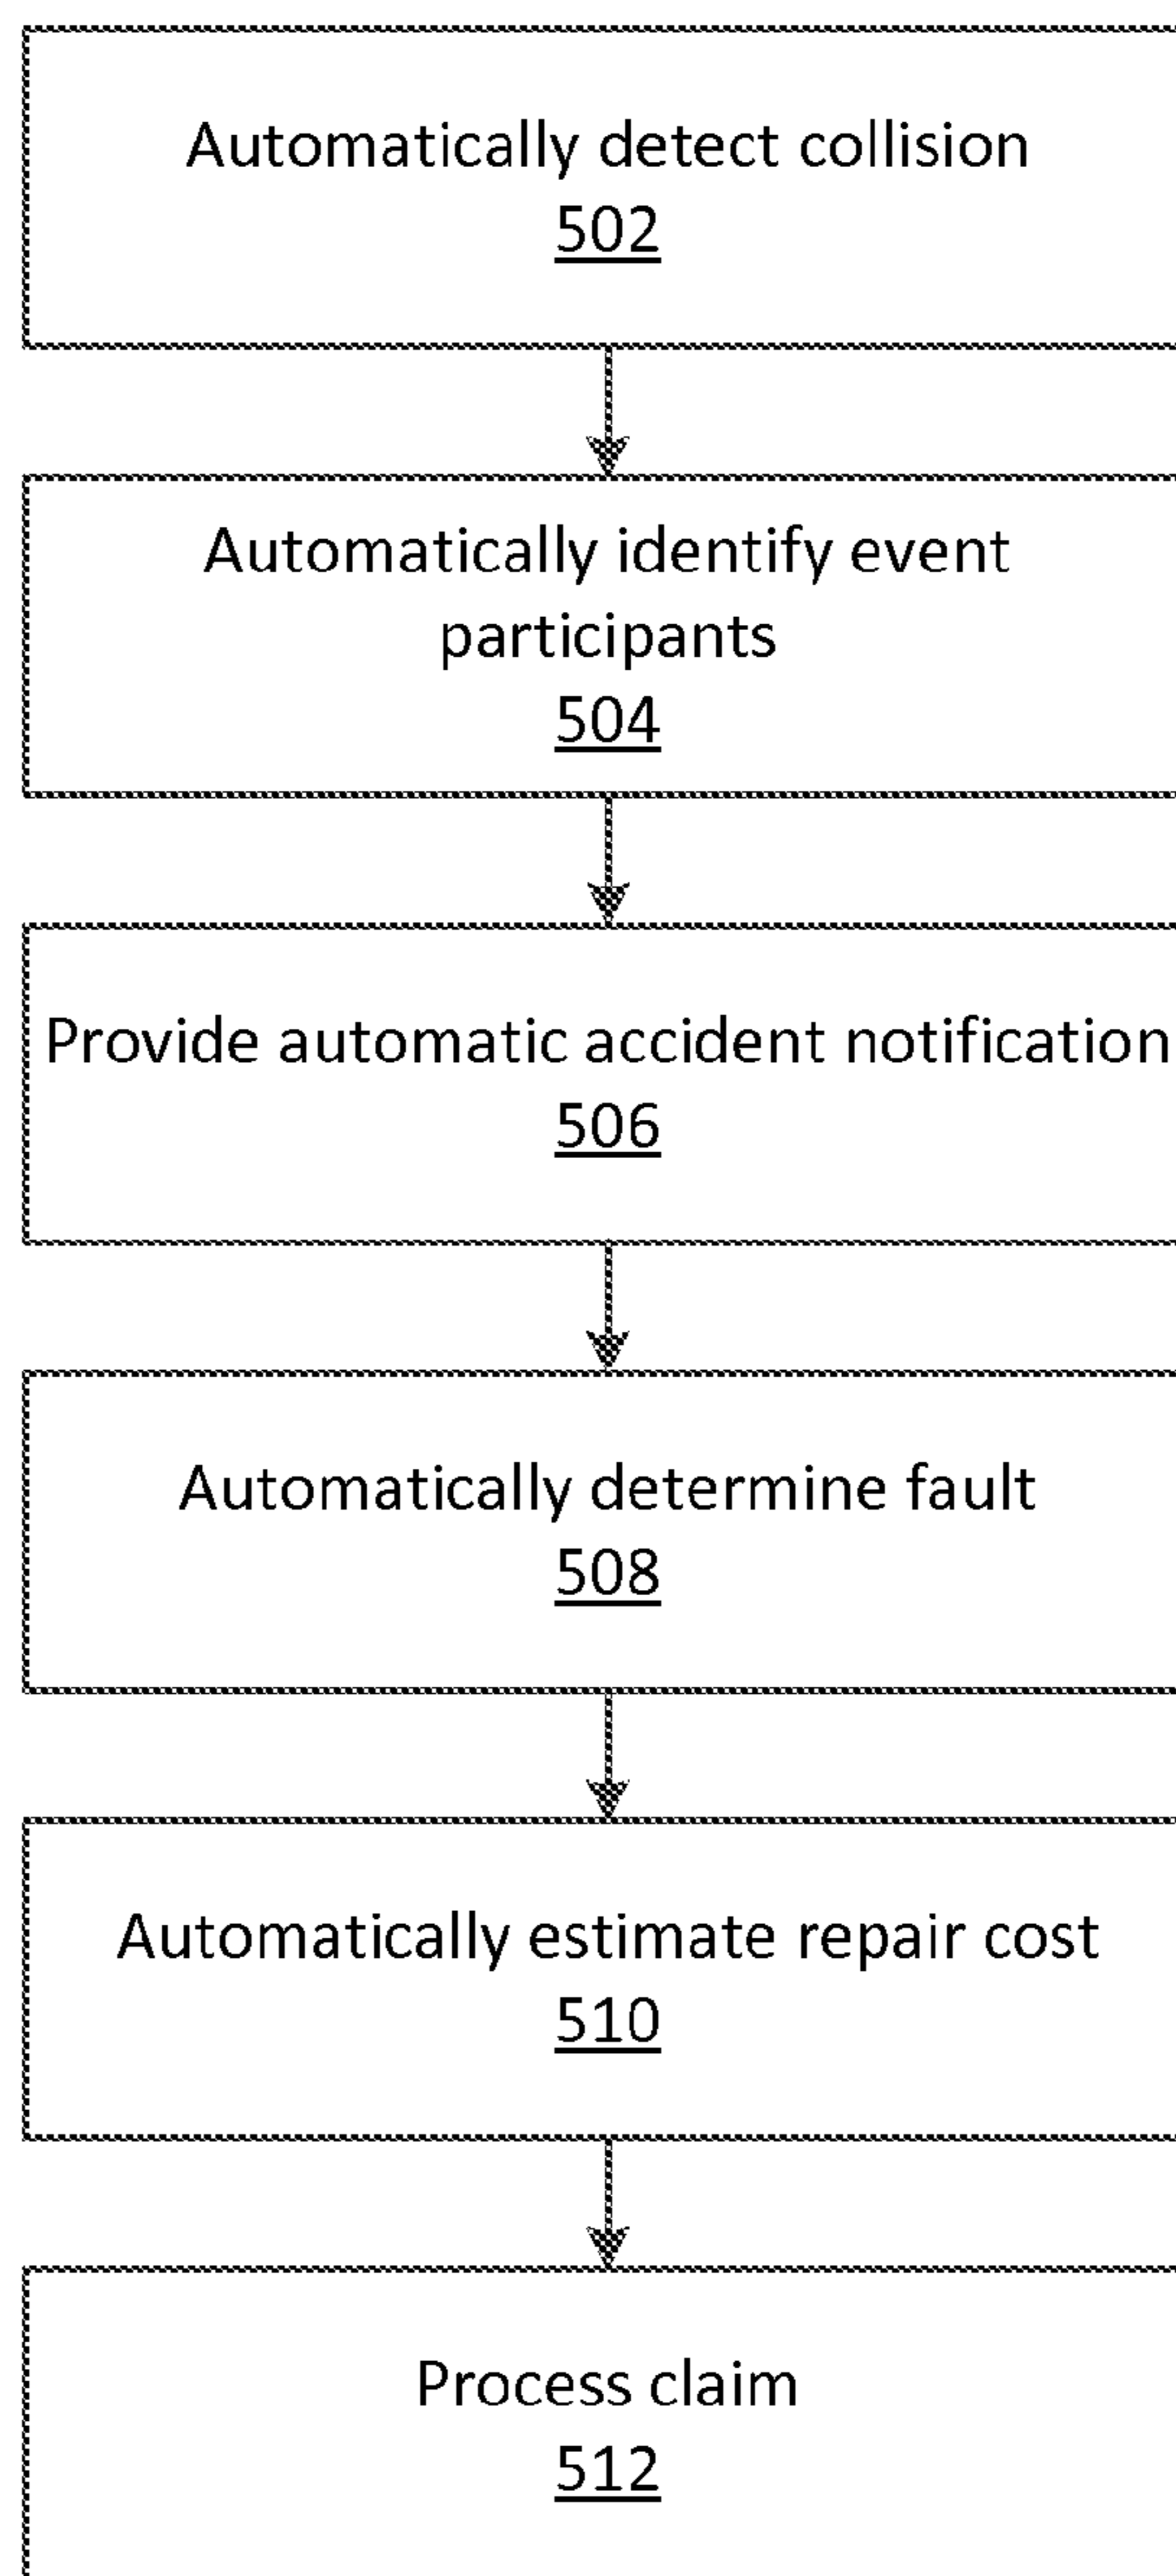 Automatically detect collision
502
Automatically identify event
participants
504
Provide automatic accident notification
506
Automatically determine fault
508
Automatically estimate repair cost
510
Process claim
512